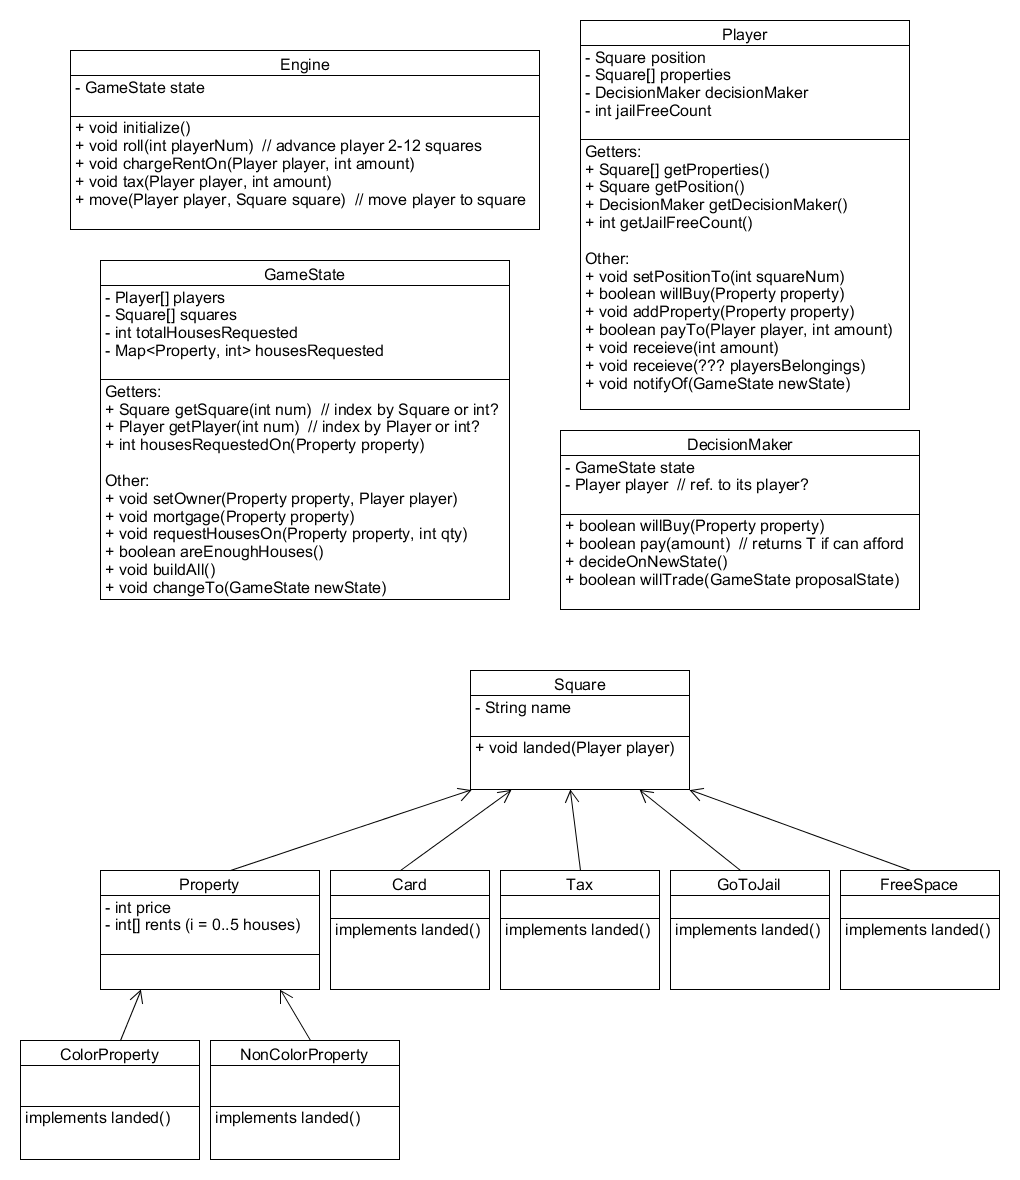 Engine
- GameState state
+ void initialize()
+ void roll(int playerNum)  // advance player 2-12 squares
+ void chargeRentOn(Player player, int amount)
+ void tax(Player player, int amount)
+ move(Player player, Square square)  // move player to square
Player
- Square position
- Square[] properties
- DecisionMaker decisionMaker
- int jailFreeCount
Getters:
+ Square[] getProperties()
+ Square getPosition()
+ DecisionMaker getDecisionMaker()
+ int getJailFreeCount()
Other:
+ void setPositionTo(int squareNum)
+ boolean willBuy(Property property)
+ void addProperty(Property property)
+ boolean payTo(Player player, int amount)
+ void receieve(int amount)
+ void receieve(??? playersBelongings)
+ void notifyOf(GameState newState)
GameState
- Player[] players
- Square[] squares
- int totalHousesRequested
- Map<Property, int> housesRequested
Getters:
+ Square getSquare(int num)  // index by Square or int?
+ Player getPlayer(int num)  // index by Player or int?
+ int housesRequestedOn(Property property)
Other:
+ void setOwner(Property property, Player player)
+ void mortgage(Property property)
+ void requestHousesOn(Property property, int qty)
+ boolean areEnoughHouses()
+ void buildAll()
+ void changeTo(GameState newState)
DecisionMaker
- GameState state
- Player player  // ref. to its player?
+ boolean willBuy(Property property)
+ boolean pay(amount)  // returns T if can afford
+ decideOnNewState()
+ boolean willTrade(GameState proposalState)
Square
- String name
+ void landed(Player player)
Property
- int price
- int[] rents (i = 0..5 houses)
Card
implements landed()
Tax
implements landed()
GoToJail
implements landed()
FreeSpace
implements landed()
ColorProperty
implements landed()
NonColorProperty
implements landed()